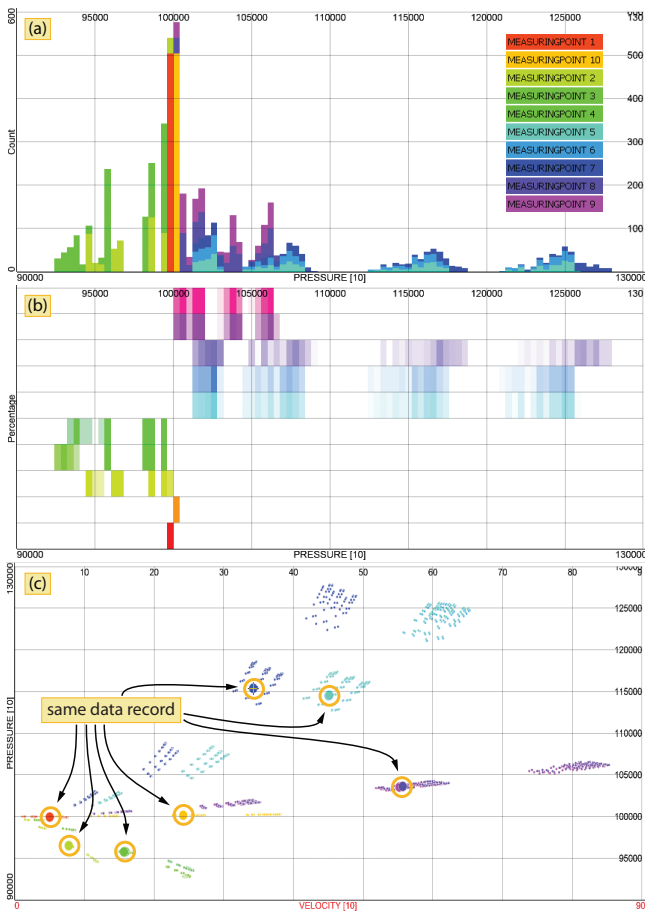 600
(a)
95000
100000
105000
110000
115000
120000
125000
500
400
300
200
100
0
Count
MEASURINGPOINT 1
MEASURINGPOINT 10
MEASURINGPOINT 2
MEASURINGPOINT 3
MEASURINGPOINT 4
MEASURINGPOINT 5
MEASURINGPOINT 6
MEASURINGPOINT 7
MEASURINGPOINT 8
MEASURINGPOINT 9
90000
PRESSURE [10]
130000
(b)
95000
100000
105000
110000
115000
120000
125000
130
Percentage
90000
PRESSURE [10]
130000
130000
(c)
10
20
30
40
50
60
70
80
9
125000
120000
115000
110000
105000
100000
95000
90000
PRESSURE [10]
same data record
0
VELOCITY [10]
90